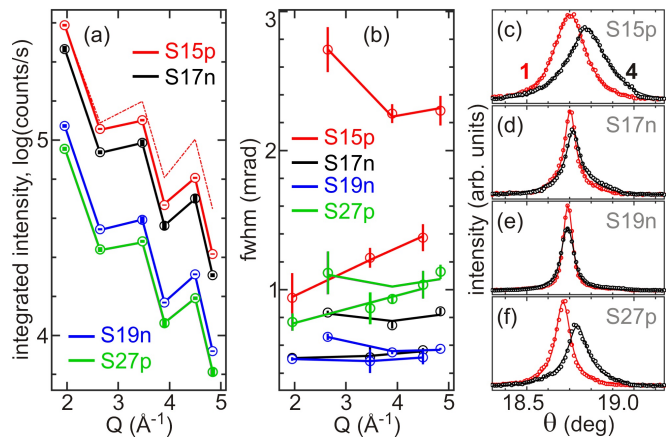 (a)
S15p
S17n
S19n
S27p
integrated intensity, log(counts/s)
5
4
2
3
4
5
Q (Å⁻¹)
(b)
S15p
S17n
S19n
S27p
fwhm (mrad)
3
2
1
2
3
4
5
Q (Å⁻¹)
(c)
S15p
1
4
(d)
S17n
(e)
S19n
(f)
S27p
intensity (arb. units)
18.5
19.0
θ (deg)